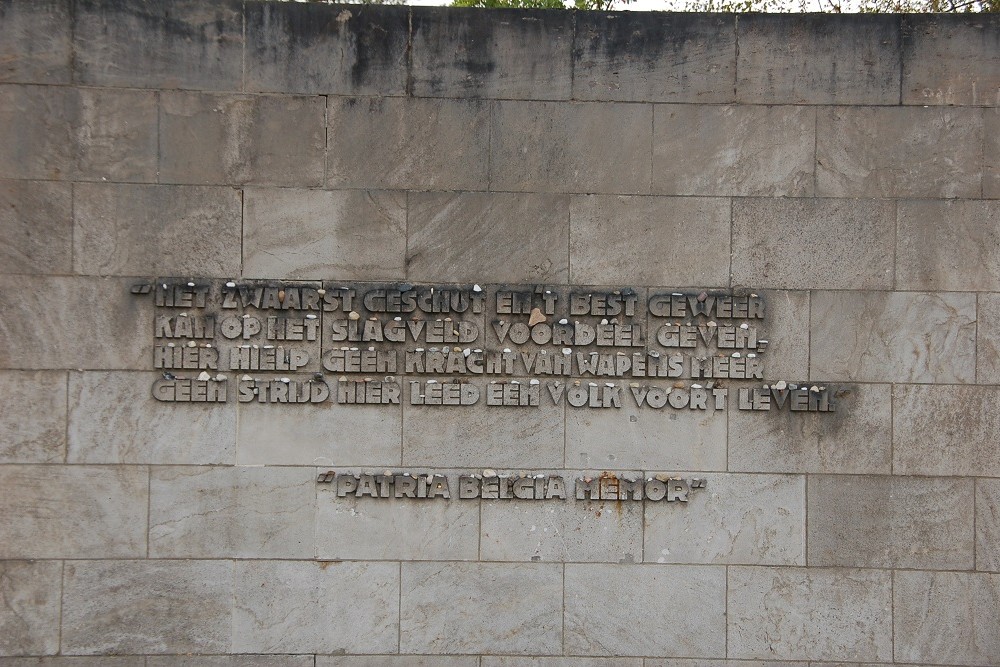 "HET ZWAARST GESCHUT EN'T BEST GEWEER
KAN OP HET SLAGVELD VOORDEEL GEVEN;
HIER HIELP GEEN KRACHT VAN WAPENS MEER
GEEN STRIJD HIER LEED EEN VOLK VOOR'T LEVEN."
"PATRIA BELGIA MEMOR"